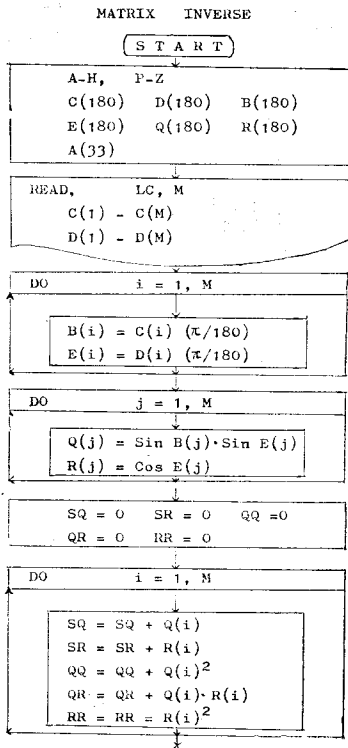 MATRIX INVERSE
START
A-H, P-Z
C(180) D(180) B(180)
E(180) Q(180) R(180)
A(33)
READ, LC, M
C(1) - C(M)
D(1) - D(M)
DO i = 1, M
B(i) = C(i) (π/180)
E(i) = D(i) (π/180)
DO j = 1, M
Q(j) = Sin B(j)·Sin E(j)
R(j) = Cos E(j)
SQ = 0 SR = 0 QQ =0
QR = 0 RR = 0
DO i = 1, M
SQ = SQ + Q(i)
SR = SR + R(i)
QQ = QQ + Q(i)²
QR = QR + Q(i)·R(i)
RR = RR = R(i)²